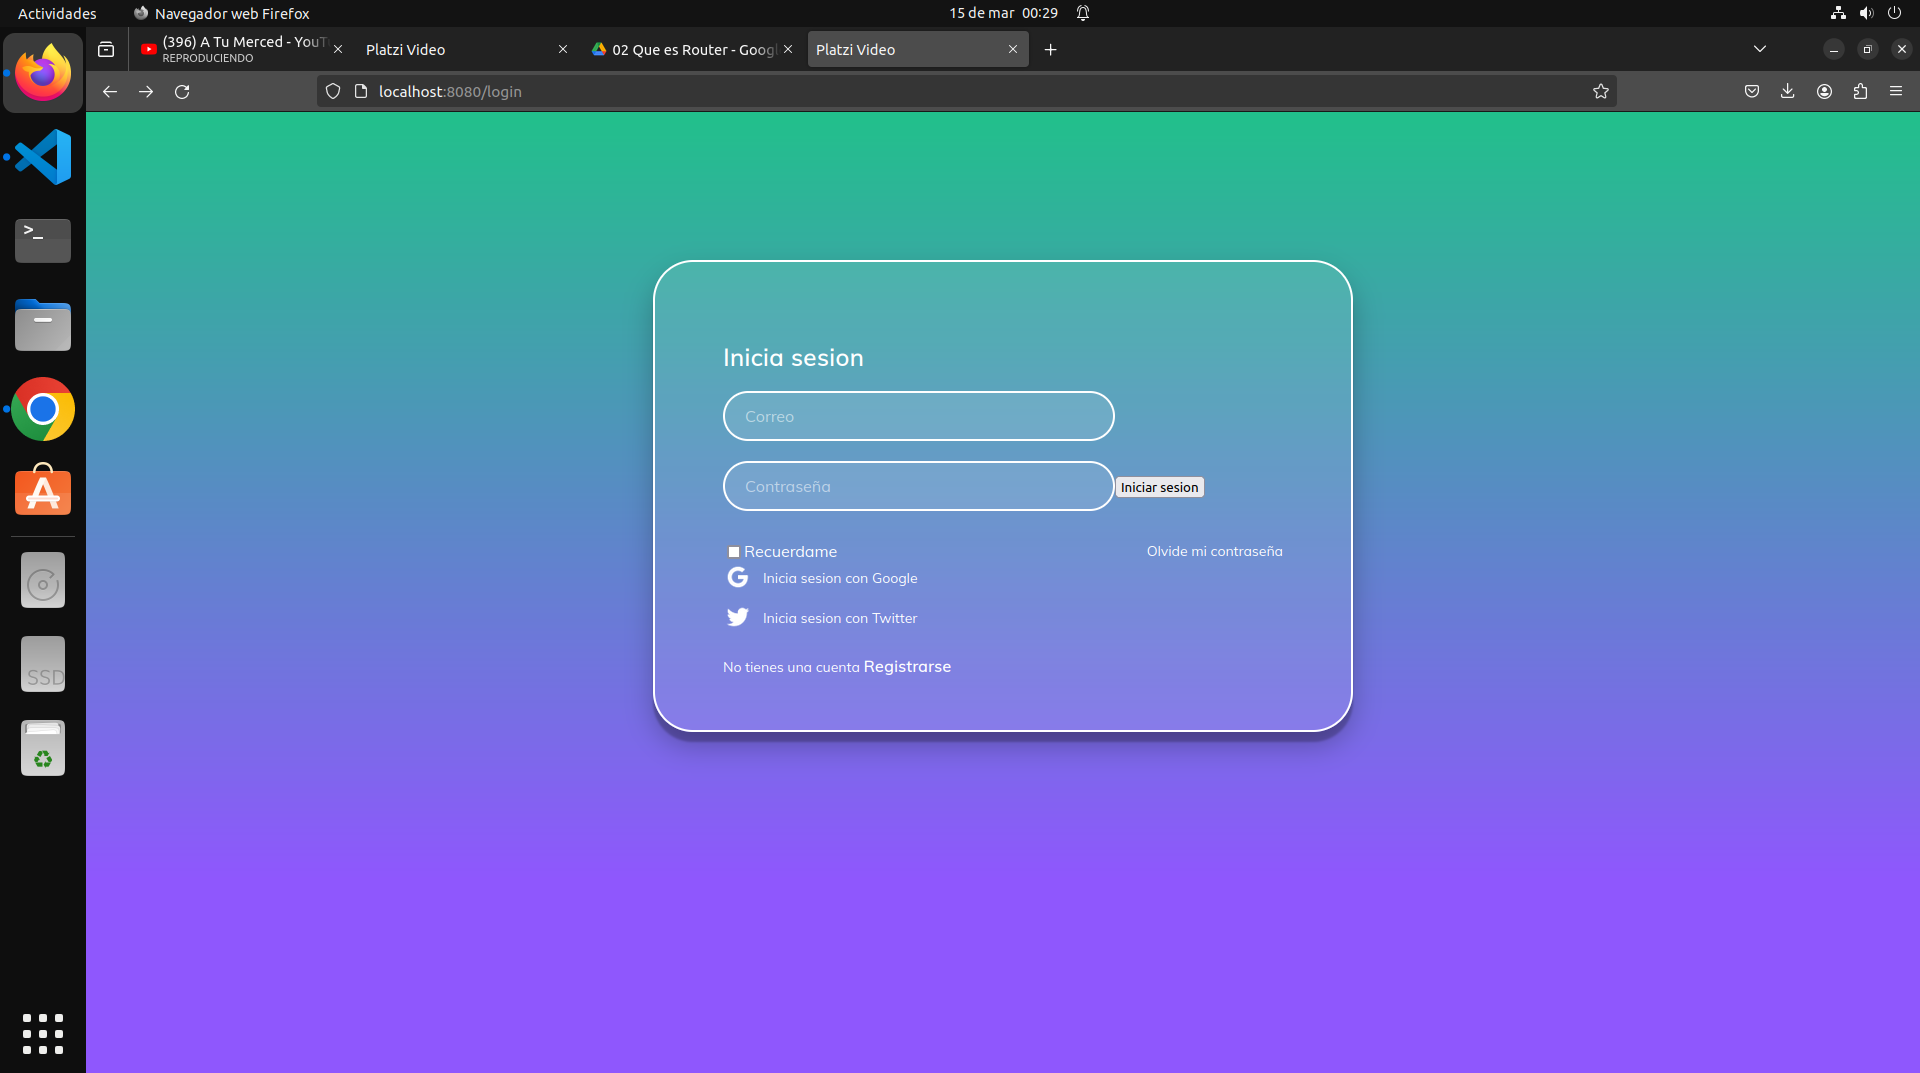 Actividades
Navegador web Firefox
15 de mar 00:29
(396) A Tu Merced - YouT
REPRODUCIENDO
Platzi Video
02 Que es Router - Googl
Platzi Video
localhost:8080/login
>_
Inicia sesion
Correo
Contraseña
Iniciar sesion
Recuerdame
Olvide mi contraseña
Inicia sesion con Google
Inicia sesion con Twitter
No tienes una cuenta Registrarse
SSD